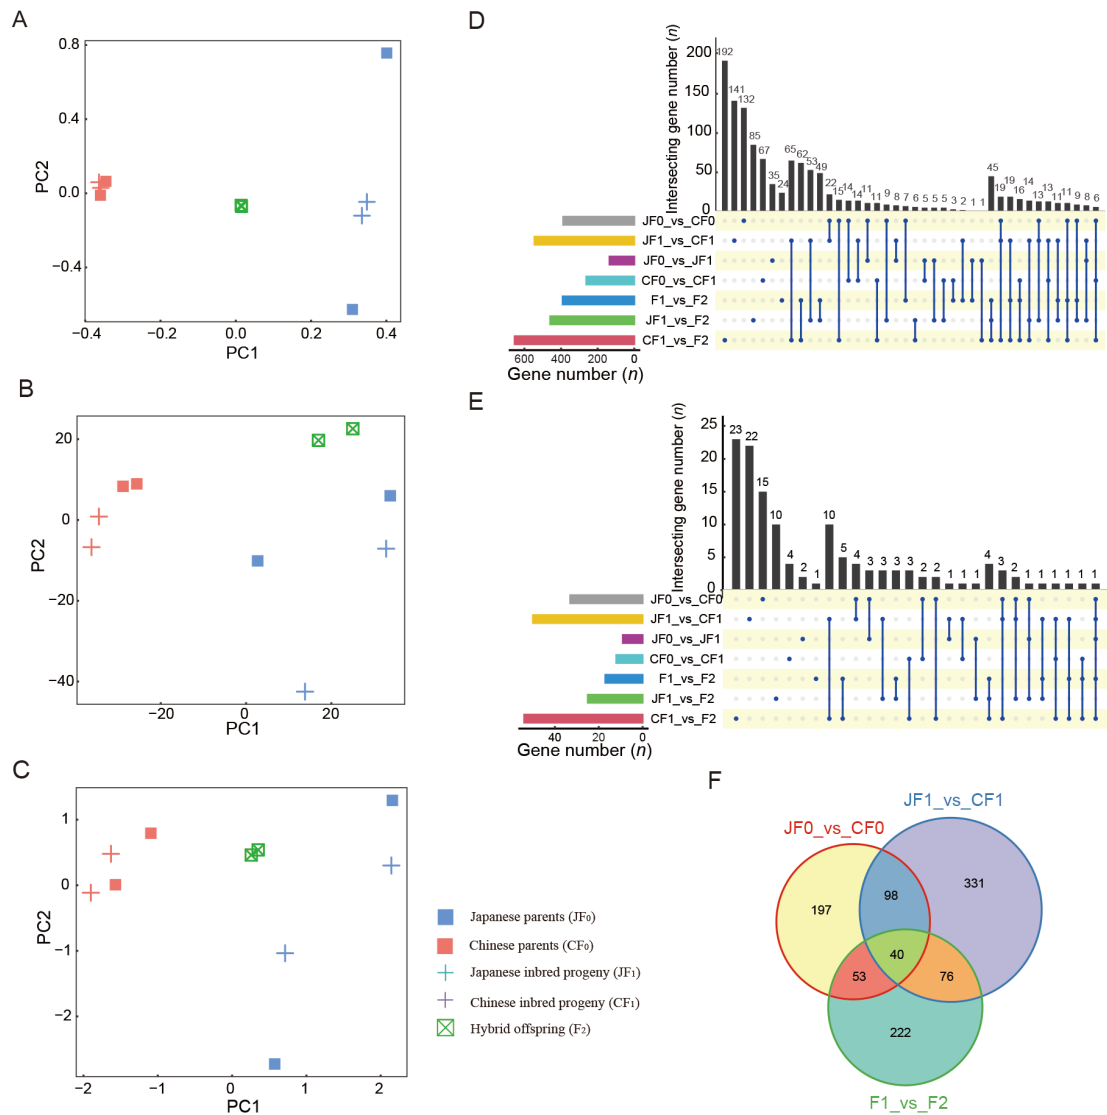 A
PC2
0.8
0.4
0.0
−0.4
−0.4
−0.2
0.0
0.2
0.4
PC1
B
PC2
20
0
−20
−40
−20
0
20
PC1
C
PC2
1
0
−1
−2
−2
−1
0
1
2
PC1
Japanese parents (JF0)
Chinese parents (CF0)
Japanese inbred progeny (JF1)
Chinese inbred progeny (CF1)
Hybrid offspring (F2)
D
Intersecting gene number (n)
200
150
100
50
0
192
141
132
85
67
35
24
65
62
53
49
22
15
14
14
11
11
9
8
7
6
5
5
5
3
2
1
1
45
19
19
16
14
13
13
11
11
9
8
6
JF0_vs_CF0
JF1_vs_CF1
JF0_vs_JF1
CF0_vs_CF1
F1_vs_F2
JF1_vs_F2
CF1_vs_F2
600 400 200 0
Gene number (n)
E
Intersecting gene number (n)
25
20
15
10
5
0
23
22
15
10
4
2
1
10
5
4
3
3
3
3
2
2
1
1
1
4
3
2
1
1
1
1
1
1
JF0_vs_CF0
JF1_vs_CF1
JF0_vs_JF1
CF0_vs_CF1
F1_vs_F2
JF1_vs_F2
CF1_vs_F2
40 20 0
Gene number (n)
F
JF1_vs_CF1
JF0_vs_CF0
197
98
331
40
53
76
222
F1_vs_F2